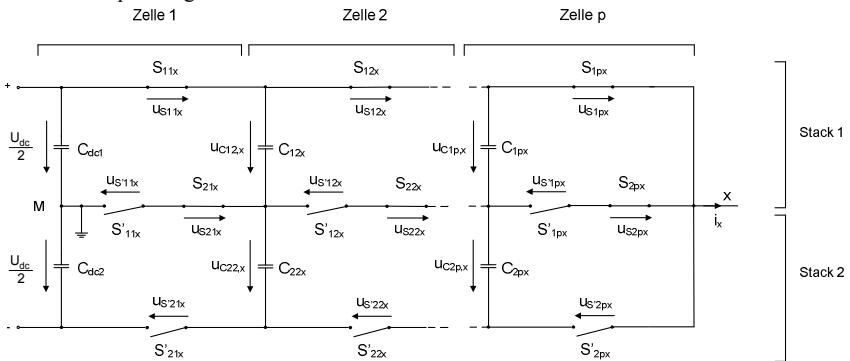 Zelle 1 Zelle 2 Zelle p
S11x S12x S1px
+
uS11x uS12x uS1px
Stack 1
Udc/2 Cdc1 uC12,x C12x uC1p,x C1px
uS'11x S21x uS'12x S22x uS'1px S2px
M x
S'11x uS21x S'12x uS22x S'1px uS2px ix
Udc/2 Cdc2 uC22,x C22x uC2p,x C2px
Stack 2
uS'21x uS'22x uS'2px
-
S'21x S'22x S'2px